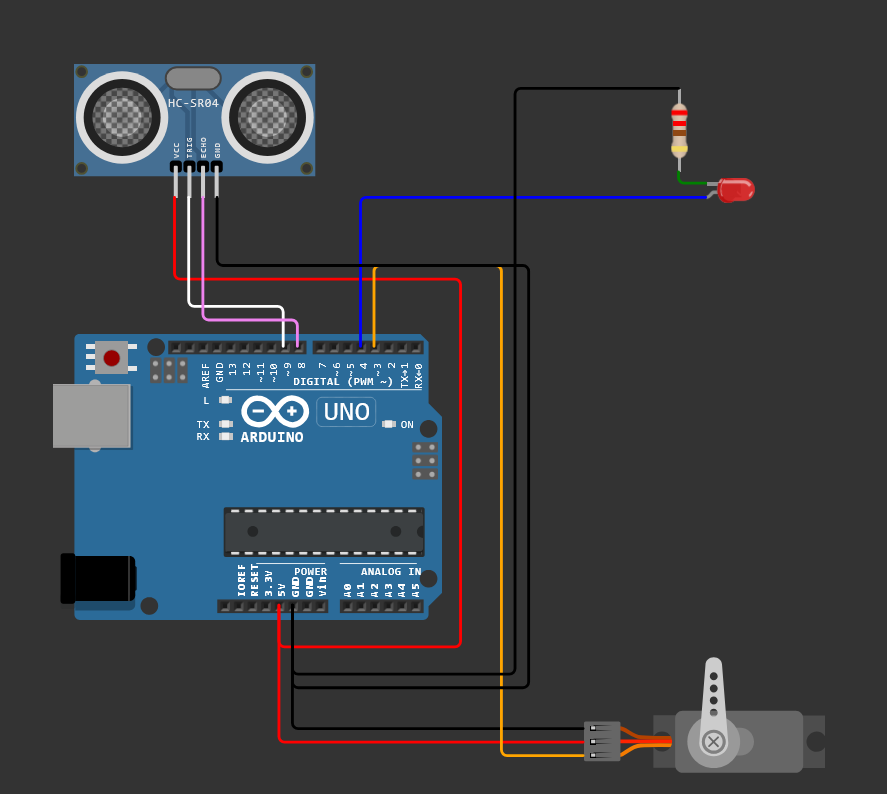 HC-SR04
VCC
TRIG
ECHO
GND
AREF
GND
13
12
~11
~10
~9
8
7
~6
~5
4
~3
2
TX→1
RX←0
DIGITAL (PWM ~)
L
TX
RX
UNO
ON
ARDUINO
POWER
ANALOG IN
IOREF
RESET
3.3V
5V
GND
GND
Vin
A0
A1
A2
A3
A4
A5